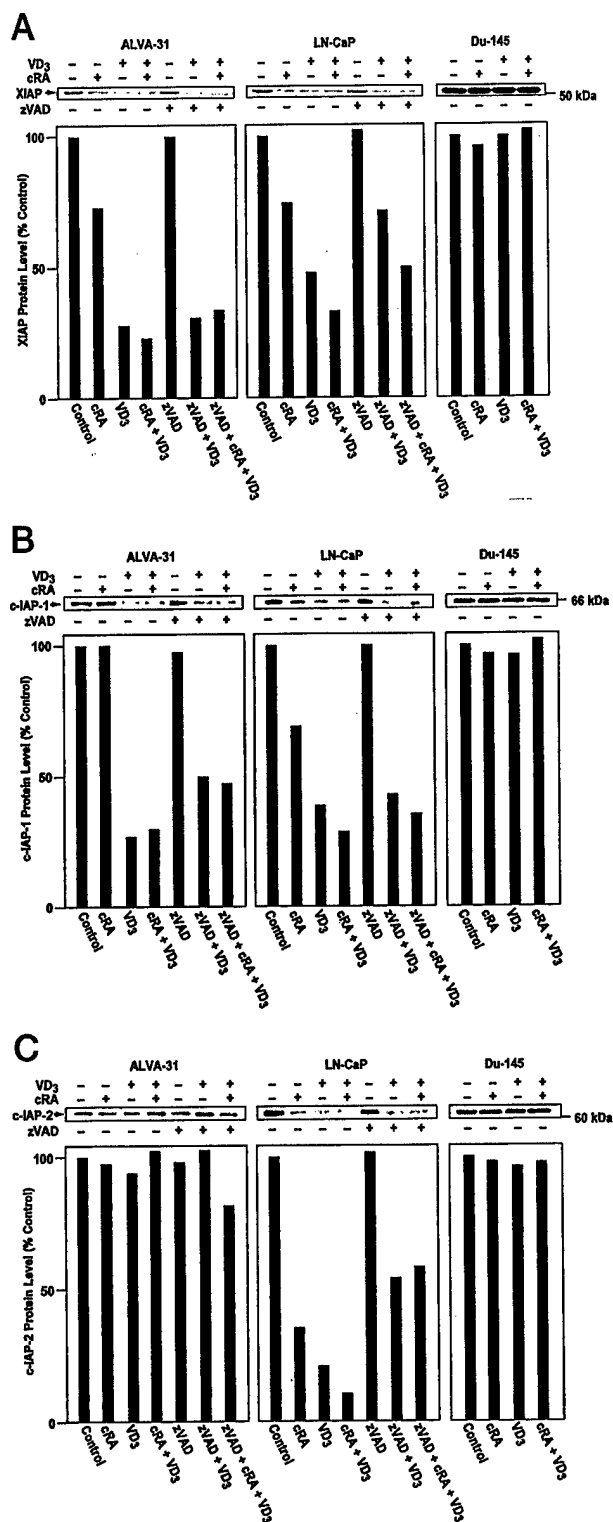 A
ALVA-31 LN-CaP Du-145
VD3 – – + + – + + – – + + – + + – – + +
cRA – + – + – – + – + – + – – + – + – +
XIAP 50 kDa
zVAD – – – – + + + – – – – + + + – – – –
XIAP Protein Level (% Control)
100
50
0
Control cRA VD3 cRA + VD3 zVAD zVAD + VD3 zVAD + cRA + VD3 Control cRA VD3 cRA + VD3 zVAD zVAD + VD3 zVAD + cRA + VD3 Control cRA VD3 cRA + VD3
B
ALVA-31 LN-CaP Du-145
VD3 – – + + – + + – – + + – + + – – + +
cRA – + – + – – + – + – + – – + – + – +
c-IAP-1 66 kDa
zVAD – – – – + + + – – – – + + + – – – –
c-IAP-1 Protein Level (% Control)
100
50
0
Control cRA VD3 cRA + VD3 zVAD zVAD + VD3 zVAD + cRA + VD3 Control cRA VD3 cRA + VD3 zVAD zVAD + VD3 zVAD + cRA + VD3 Control cRA VD3 cRA + VD3
C
ALVA-31 LN-CaP Du-145
VD3 – – + + – + + – – + + – + + – – + +
cRA – + – + – – + – + – + – – + – + – +
c-IAP-2 60 kDa
zVAD – – – – + + + – – – – + + + – – – –
c-IAP-2 Protein Level (% Control)
100
50
0
Control cRA VD3 cRA + VD3 zVAD zVAD + VD3 zVAD + cRA + VD3 Control cRA VD3 cRA + VD3 zVAD zVAD + VD3 zVAD + cRA + VD3 Control cRA VD3 cRA + VD3